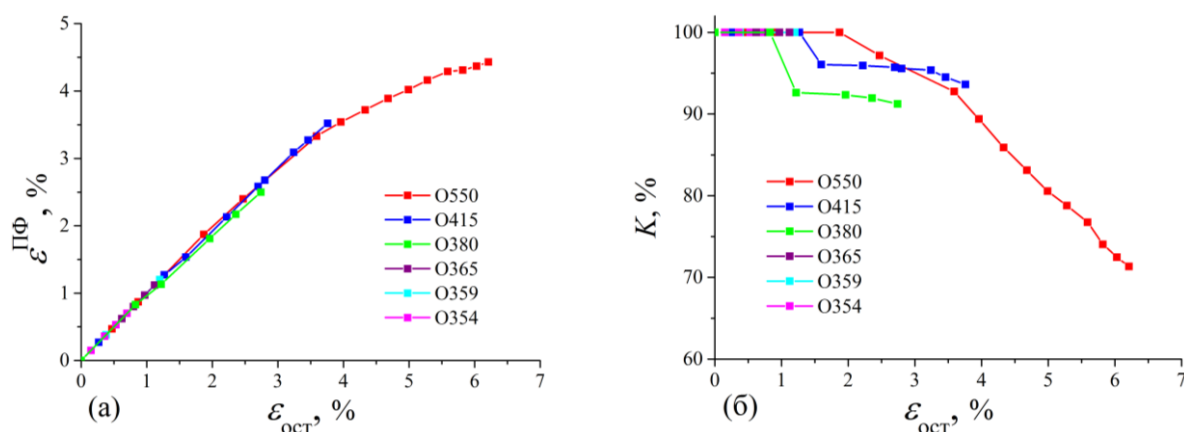 5
4
3
2
1
0
ε^ПФ, %
O550
O415
O380
O365
O359
O354
0 1 2 3 4 5 6 7
(а) ε_ост, %
100
90
80
70
60
K, %
O550
O415
O380
O365
O359
O354
0 1 2 3 4 5 6 7
(б) ε_ост, %